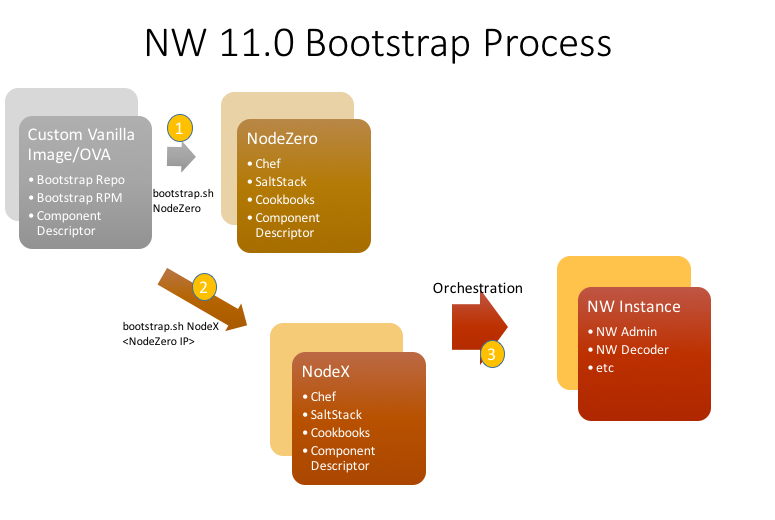 NW 11.0 Bootstrap Process
Custom Vanilla
Image/OVA
• Bootstrap Repo
• Bootstrap RPM
• Component
Descriptor
1
bootstrap.sh
NodeZero
NodeZero
• Chef
• SaltStack
• Cookbooks
• Component
Descriptor
2
bootstrap.sh NodeX
<NodeZero IP>
NodeX
• Chef
• SaltStack
• Cookbooks
• Component
Descriptor
Orchestration
3
NW Instance
• NW Admin
• NW Decoder
• etc